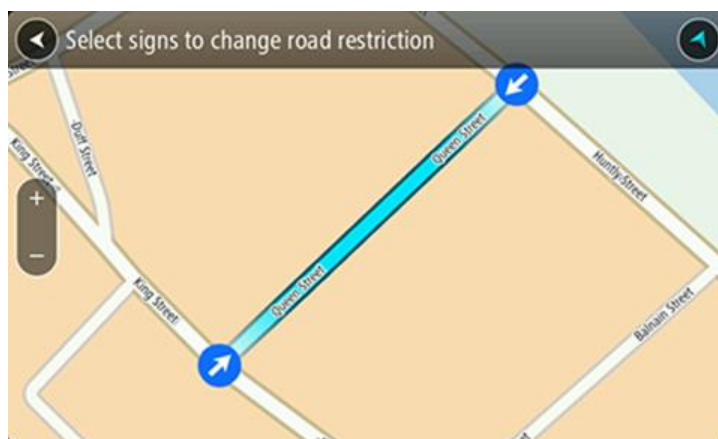 Select signs to change road restriction
Street
Duff Street
King Street
Queen Street
Huntly Street
+
−
Queen Street
King Street
Balnain Street